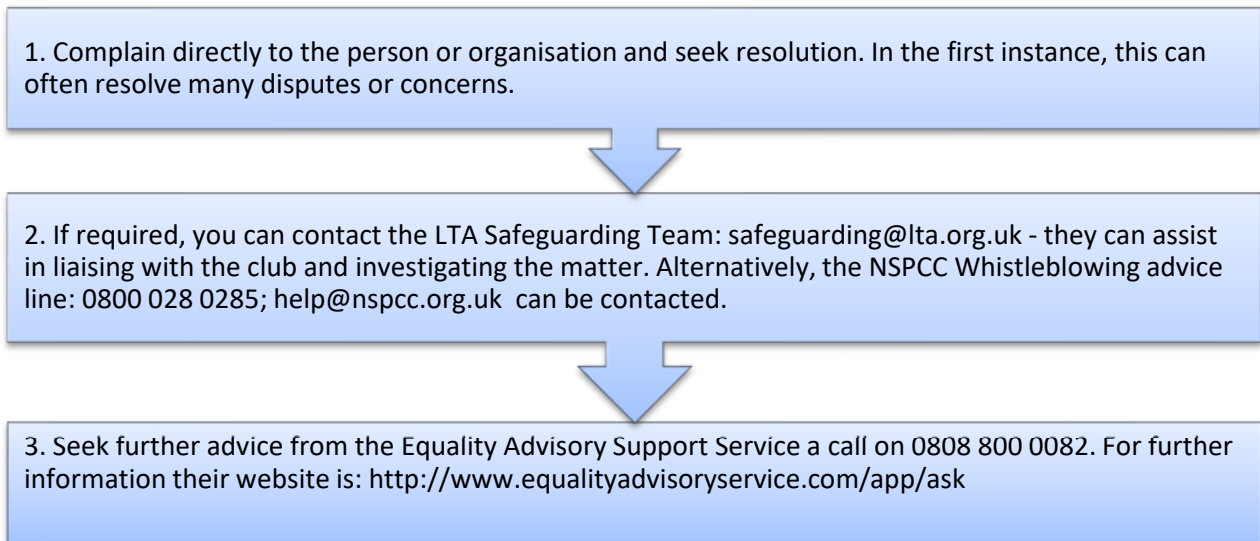 1. Complain directly to the person or organisation and seek resolution. In the first instance, this can
often resolve many disputes or concerns.
2. If required, you can contact the LTA Safeguarding Team: safeguarding@lta.org.uk - they can assist
in liaising with the club and investigating the matter. Alternatively, the NSPCC Whistleblowing advice
line: 0800 028 0285; help@nspcc.org.uk can be contacted.
3. Seek further advice from the Equality Advisory Support Service a call on 0808 800 0082. For further
information their website is: http://www.equalityadvisoryservice.com/app/ask